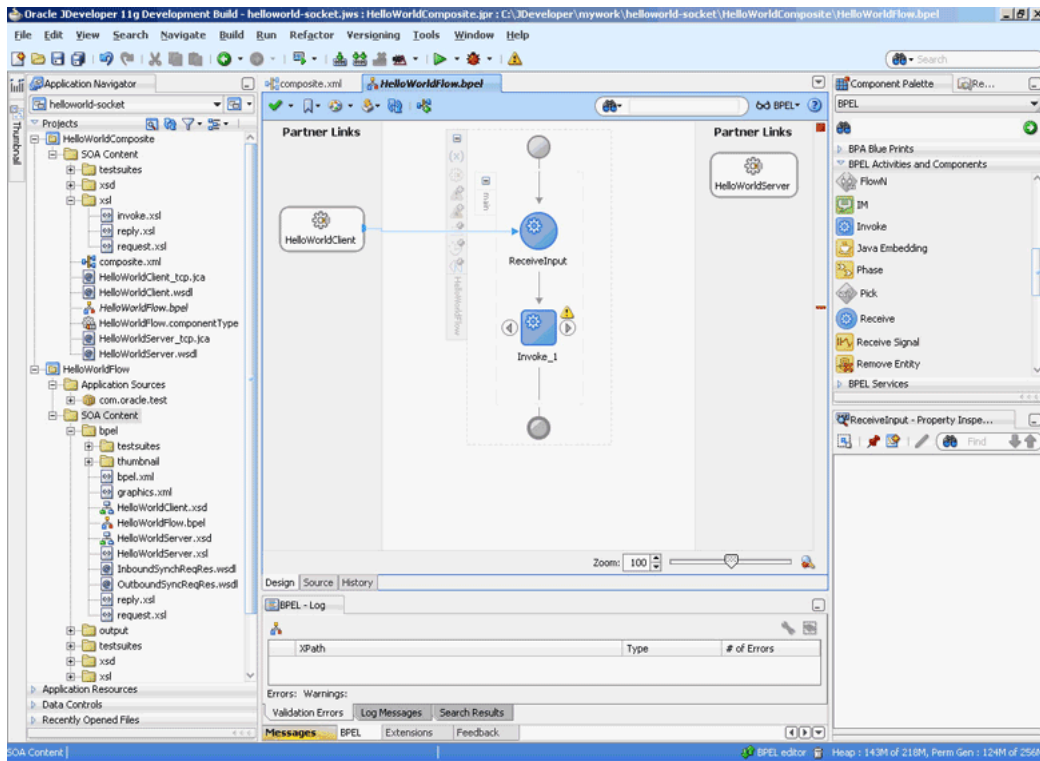 Oracle JDeveloper 11g Development Build - helloworld-socket.jws : HelloWorldComposite.jpr : C:\JDeveloper\mywork\helloworld-socket\HelloWorldComposite\HelloWorldFlow.bpel
File Edit View Search Navigate Build Run Refactor Versioning Tools Window Help
Search
Application Navigator
helloworld-socket
Projects
Thumbnail
HelloWorldComposite
SOA Content
testsuites
xsd
xsl
invoke.xsl
reply.xsl
request.xsl
composite.xml
HelloWorldClient_tcp.jca
HelloWorldClient.wsdl
HelloWorldFlow.bpel
HelloWorldFlow.componentType
HelloWorldServer_tcp.jca
HelloWorldServer.wsdl
HelloWorldFlow
Application Sources
com.oracle.test
SOA Content
bpel
testsuites
thumbnail
bpel.xml
graphics.xml
HelloWorldClient.xsd
HelloWorldFlow.bpel
HelloWorldServer.xsd
HelloWorldServer.xsl
InboundSynchReqRes.wsdl
OutboundSyncReqRes.wsdl
reply.xsl
request.xsl
output
testsuites
xsd
xsl
Application Resources
Data Controls
Recently Opened Files
composite.xml
HelloWorldFlow.bpel
BPEL
Partner Links
Partner Links
(x)
main
HelloWorldFlow
HelloWorldClient
HelloWorldServer
ReceiveInput
Invoke_1
Zoom: 100
Design Source History
BPEL - Log
XPath Type # of Errors
Errors: Warnings:
Validation Errors Log Messages Search Results
Messages BPEL Extensions Feedback
Component Palette
Re...
BPEL
BPA Blue Prints
BPEL Activities and Components
FlowN
IM
Invoke
Java Embedding
Phase
Pick
Receive
Receive Signal
Remove Entity
BPEL Services
ReceiveInput - Property Inspe...
Find
SOA Content
BPEL editor
Heap : 143M of 218M, Perm Gen : 124M of 256M